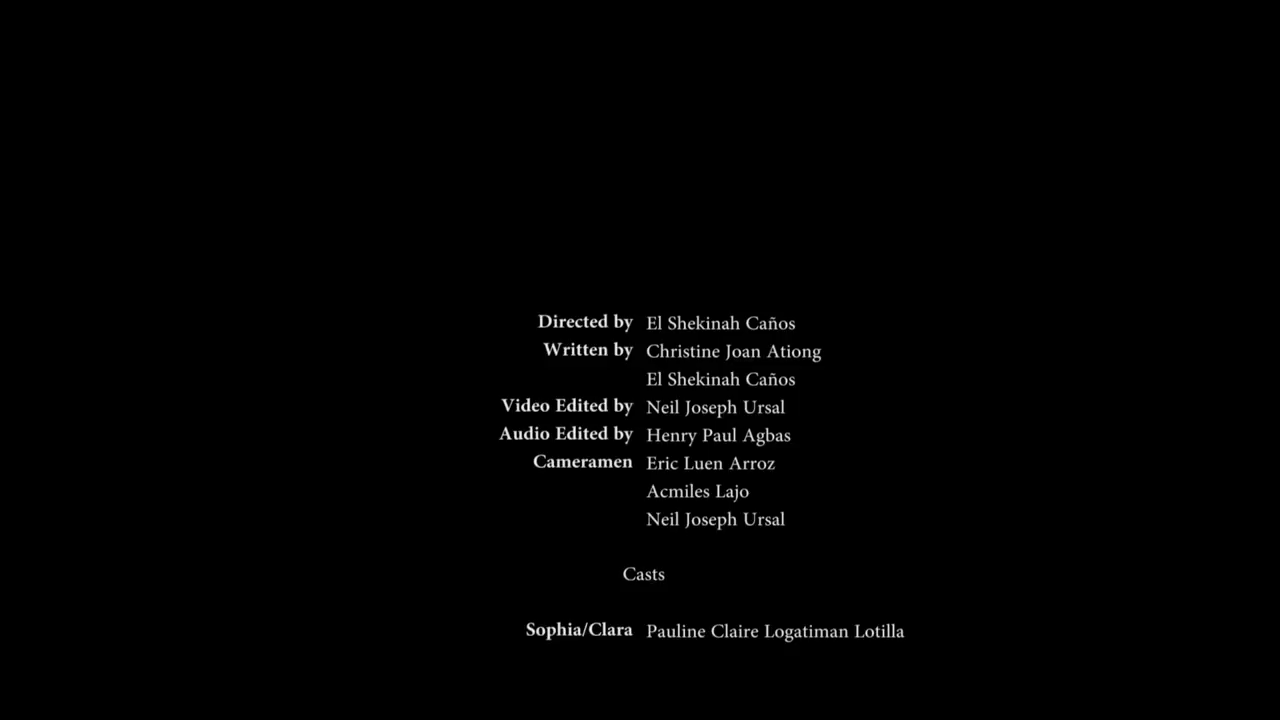 Directed by El Shekinah Caños
Written by Christine Joan Ationg
El Shekinah Caños
Video Edited by Neil Joseph Ursal
Audio Edited by Henry Paul Agbas
Cameramen Eric Luen Arroz
Acmiles Lajo
Neil Joseph Ursal
Casts
Sophia/Clara Pauline Claire Logatiman Lotilla